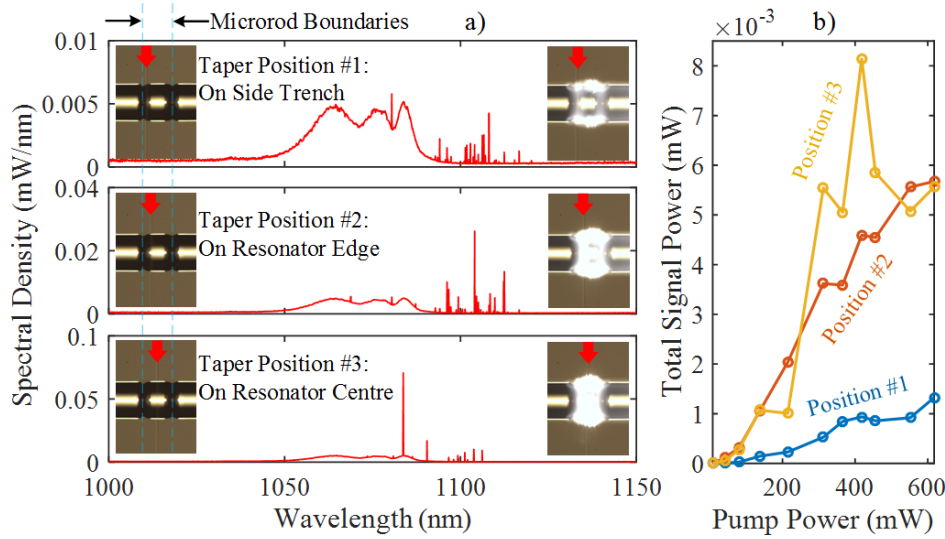 Microrod Boundaries
a)
b)
Spectral Density (mW/nm)
0.01
0.005
0
Taper Position #1:
On Side Trench
0.04
0.02
0
Taper Position #2:
On Resonator Edge
0.1
0.05
0
Taper Position #3:
On Resonator Centre
1000
1050
1100
1150
Wavelength (nm)
×10⁻³
Total Signal Power (mW)
8
7
6
5
4
3
2
1
0
Position #3
Position #2
Position #1
200
400
600
Pump Power (mW)